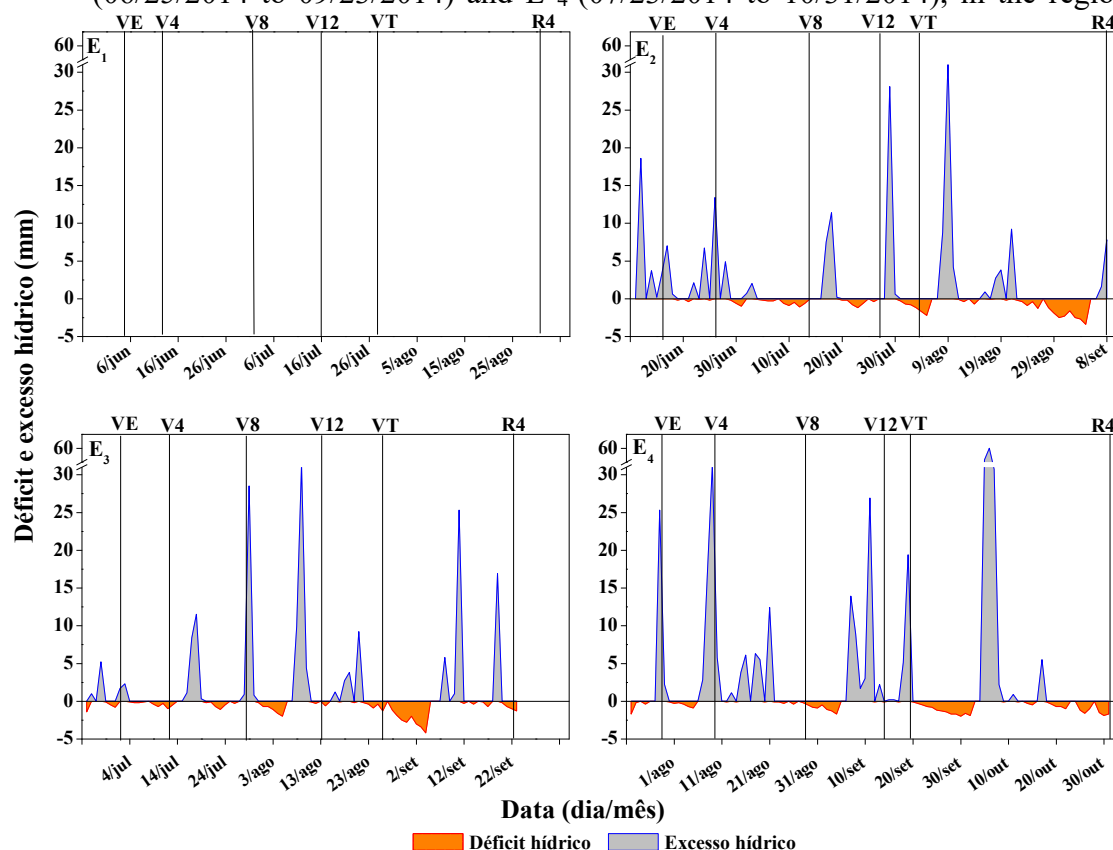 (06/25/2014 to 09/25/2014) and E 4 (07/25/2014 to 10/31/2014), in the regio
VE V4 V8 V12 VT R4
E1
60
30
25
20
15
10
5
0
-5
6/jun 16/jun 26/jun 6/jul 16/jul 26/jul 5/ago 15/ago 25/ago
VE V4 V8 V12 VT R4
E2
60
30
25
20
15
10
5
0
-5
20/jun 30/jun 10/jul 20/jul 30/jul 9/ago 19/ago 29/ago 8/set
Déficit e excesso hídrico (mm)
VE V4 V8 V12 VT R4
E3
60
30
25
20
15
10
5
0
-5
4/jul 14/jul 24/jul 3/ago 13/ago 23/ago 2/set 12/set 22/set
VE V4 V8 V12 VT R4
E4
60
30
25
20
15
10
5
0
-5
1/ago 11/ago 21/ago 31/ago 10/set 20/set 30/set 10/out 20/out 30/out
Data (dia/mês)
Déficit hídrico Excesso hídrico